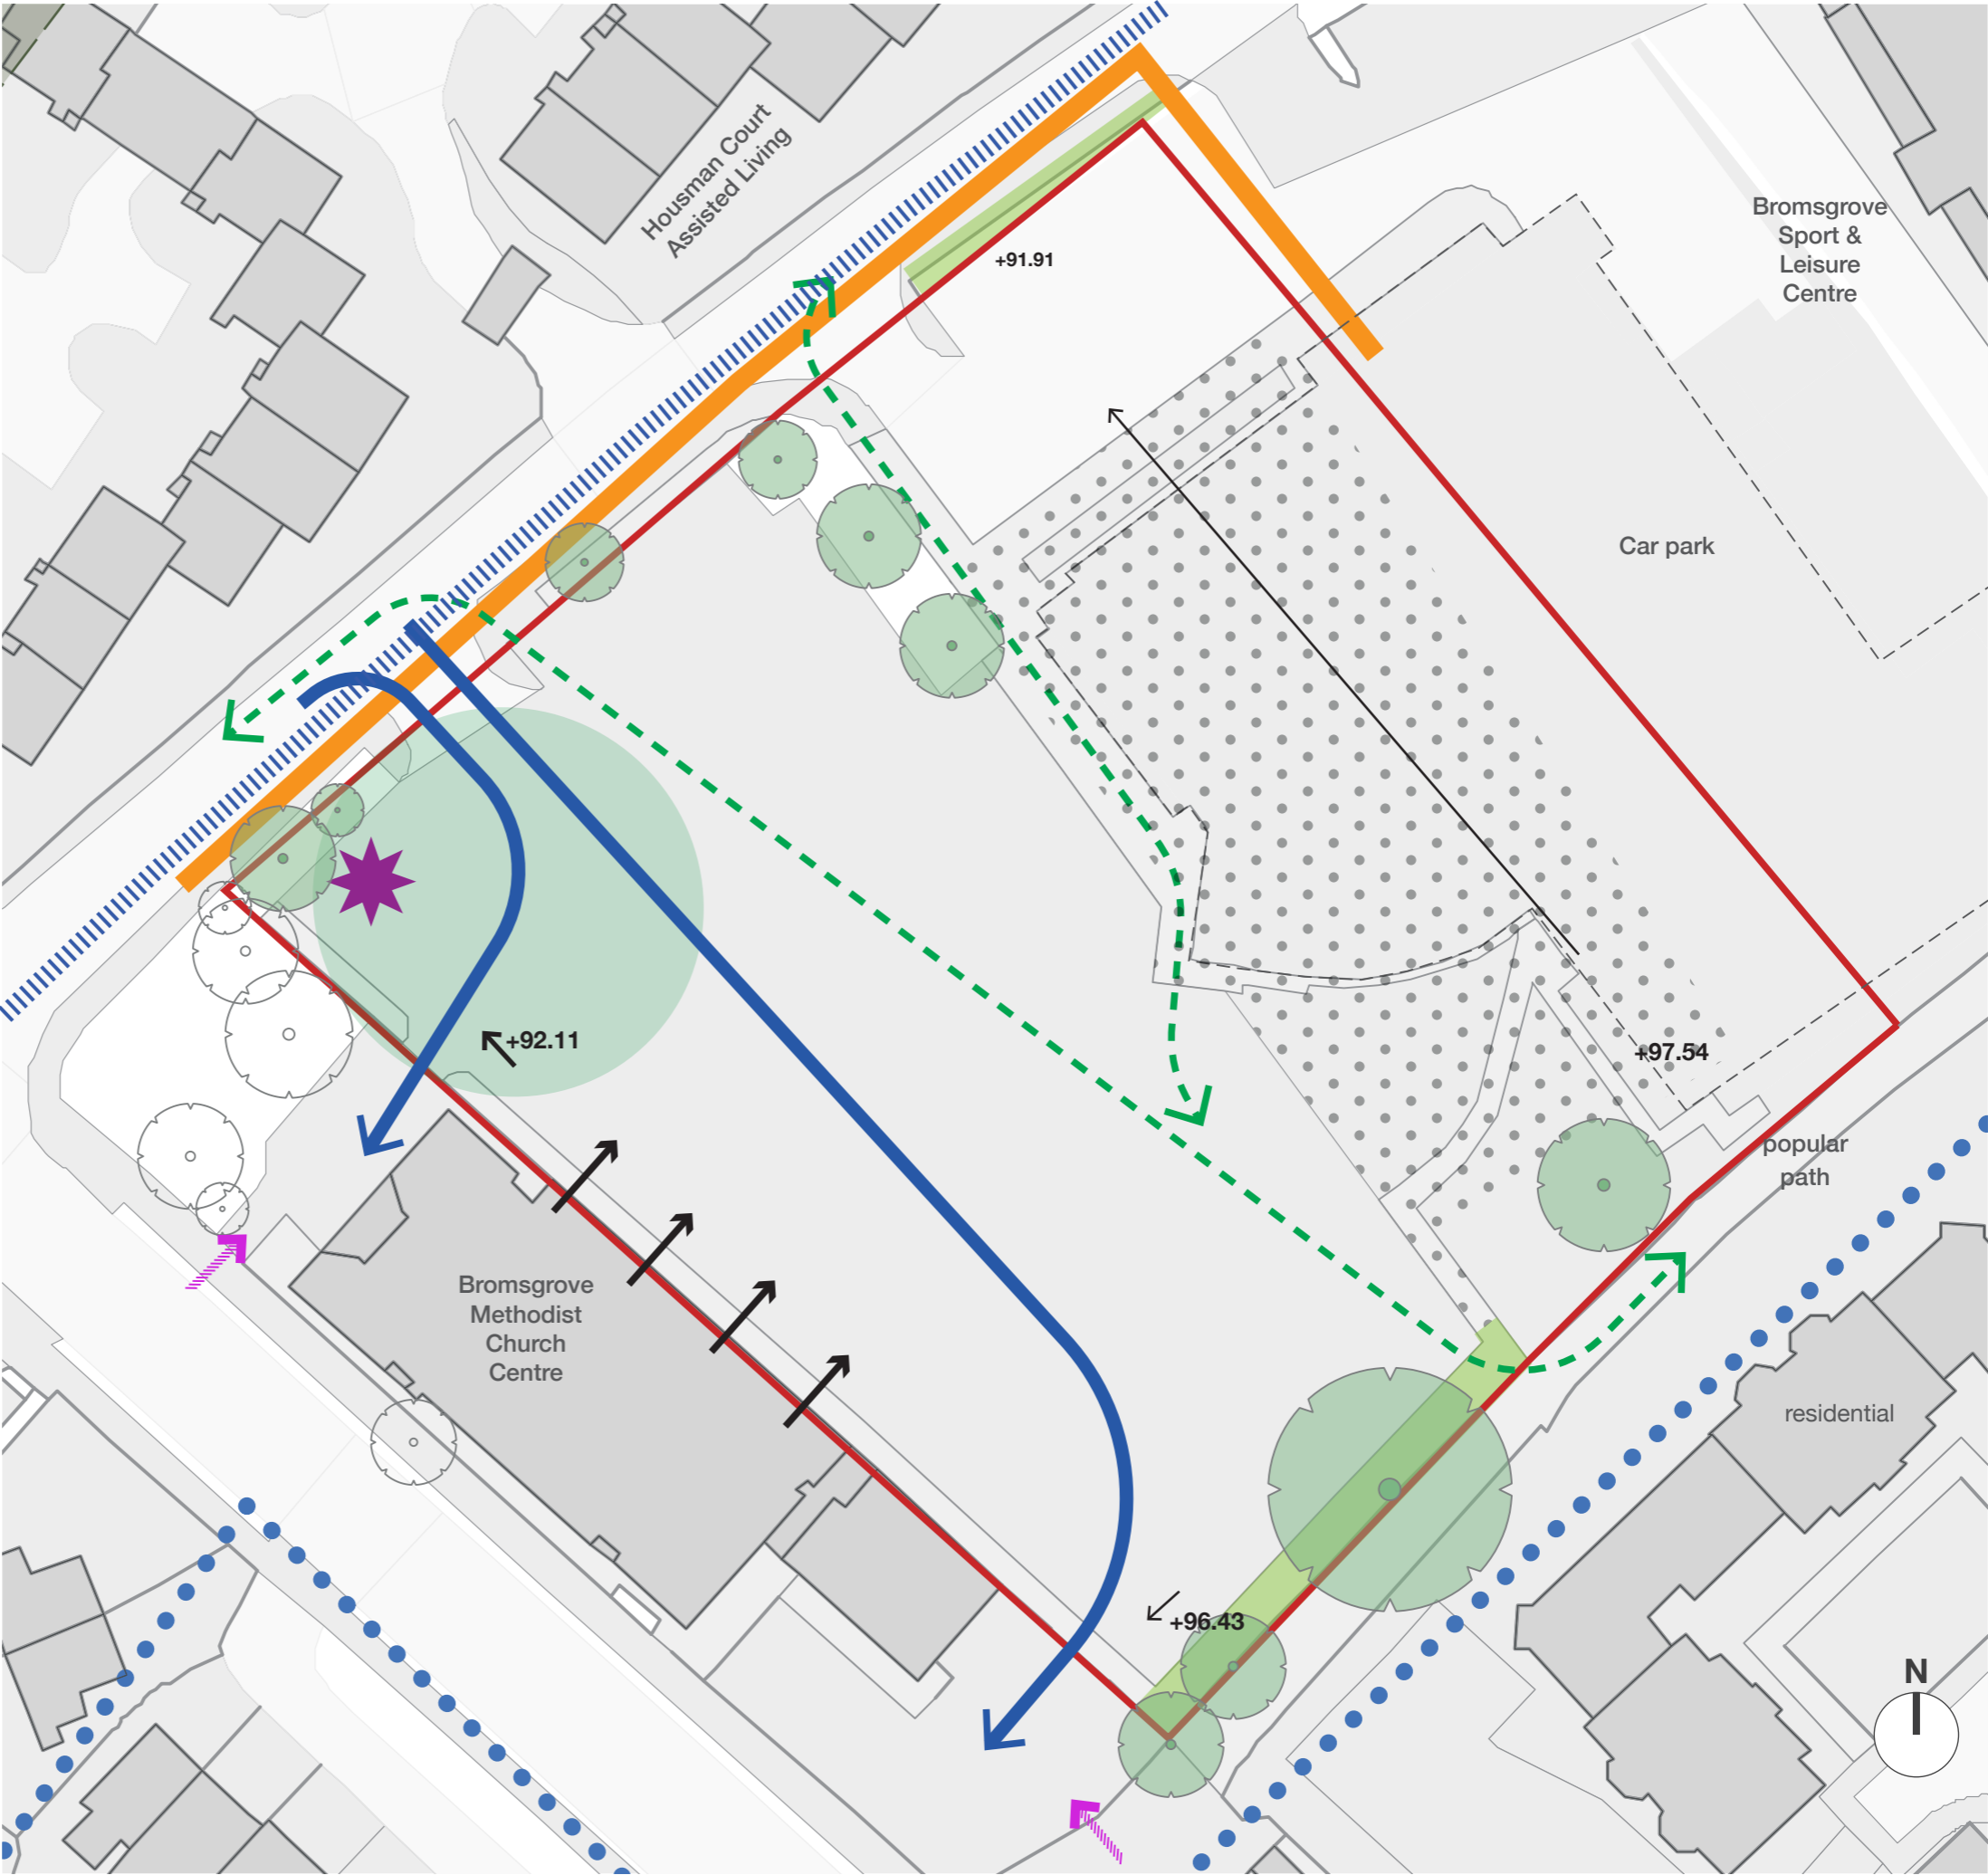 Housman Court
Assisted Living
Bromsgrove
Sport &
Leisure
Centre
+91.91
Car park
+92.11
+97.54
popular
path
Bromsgrove
Methodist
Church
Centre
residential
+96.43
N